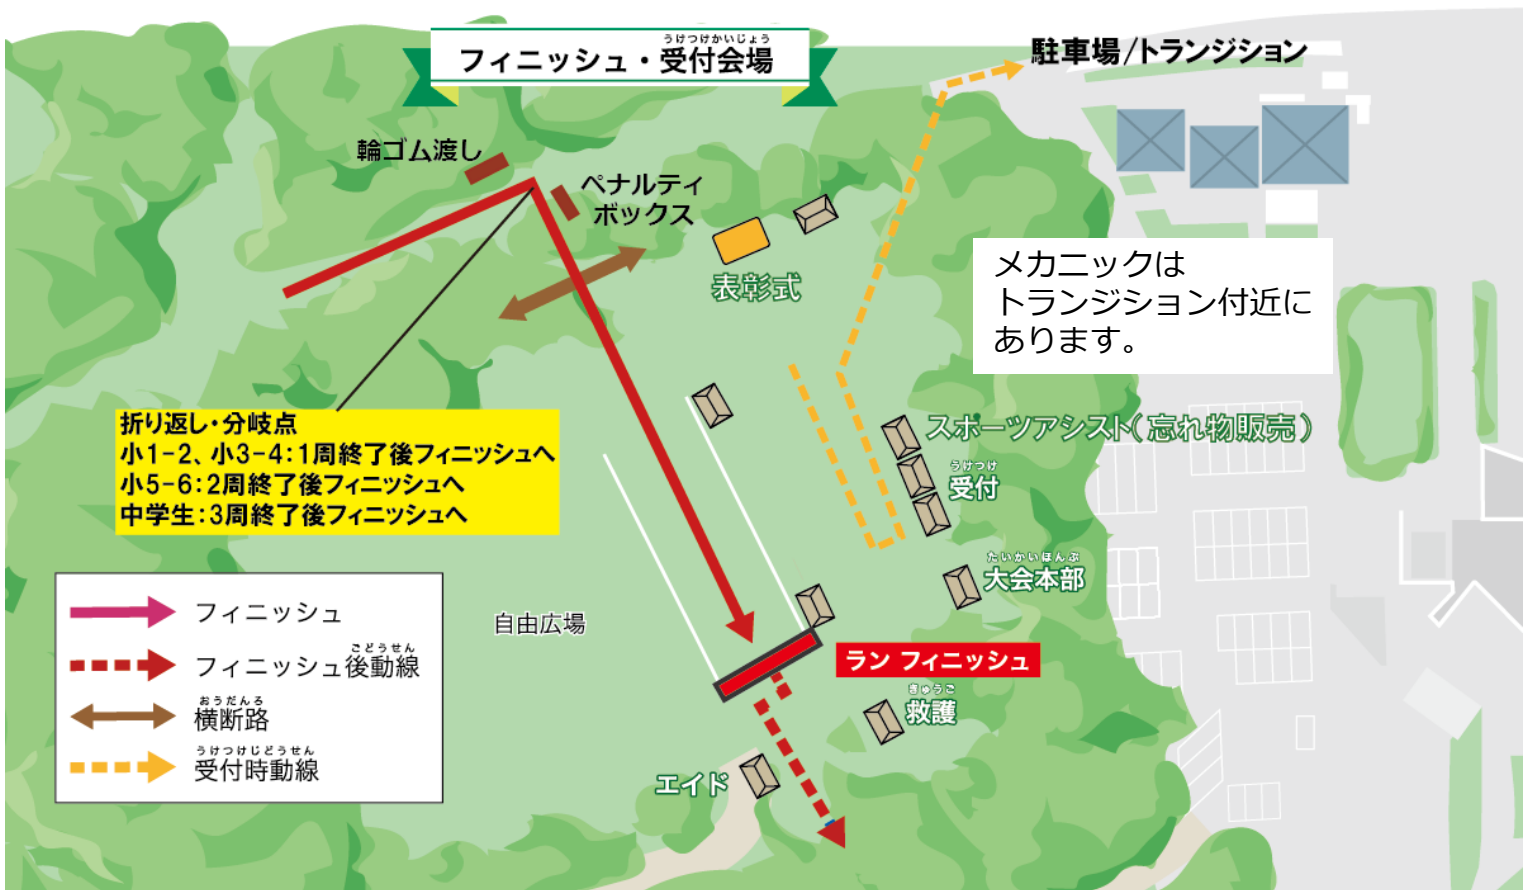 うけつけかいじょう
フィニッシュ・受付会場
駐車場/トランジション
輪ゴム渡し
ペナルティ
ボックス
表彰式
メカニックは
トランジション付近に
あります。
折り返し・分岐点
小1-2、小3-4:1周終了後フィニッシュへ
小5-6:2周終了後フィニッシュへ
中学生:3周終了後フィニッシュへ
スポーツアシスト(忘れ物販売)
うけつけ
受付
たいかいほんぶ
大会本部
自由広場
ラン フィニッシュ
きゅうご
救護
エイド
フィニッシュ
ごどうせん
フィニッシュ後動線
おうだんろ
横断路
うけつけじどうせん
受付時動線